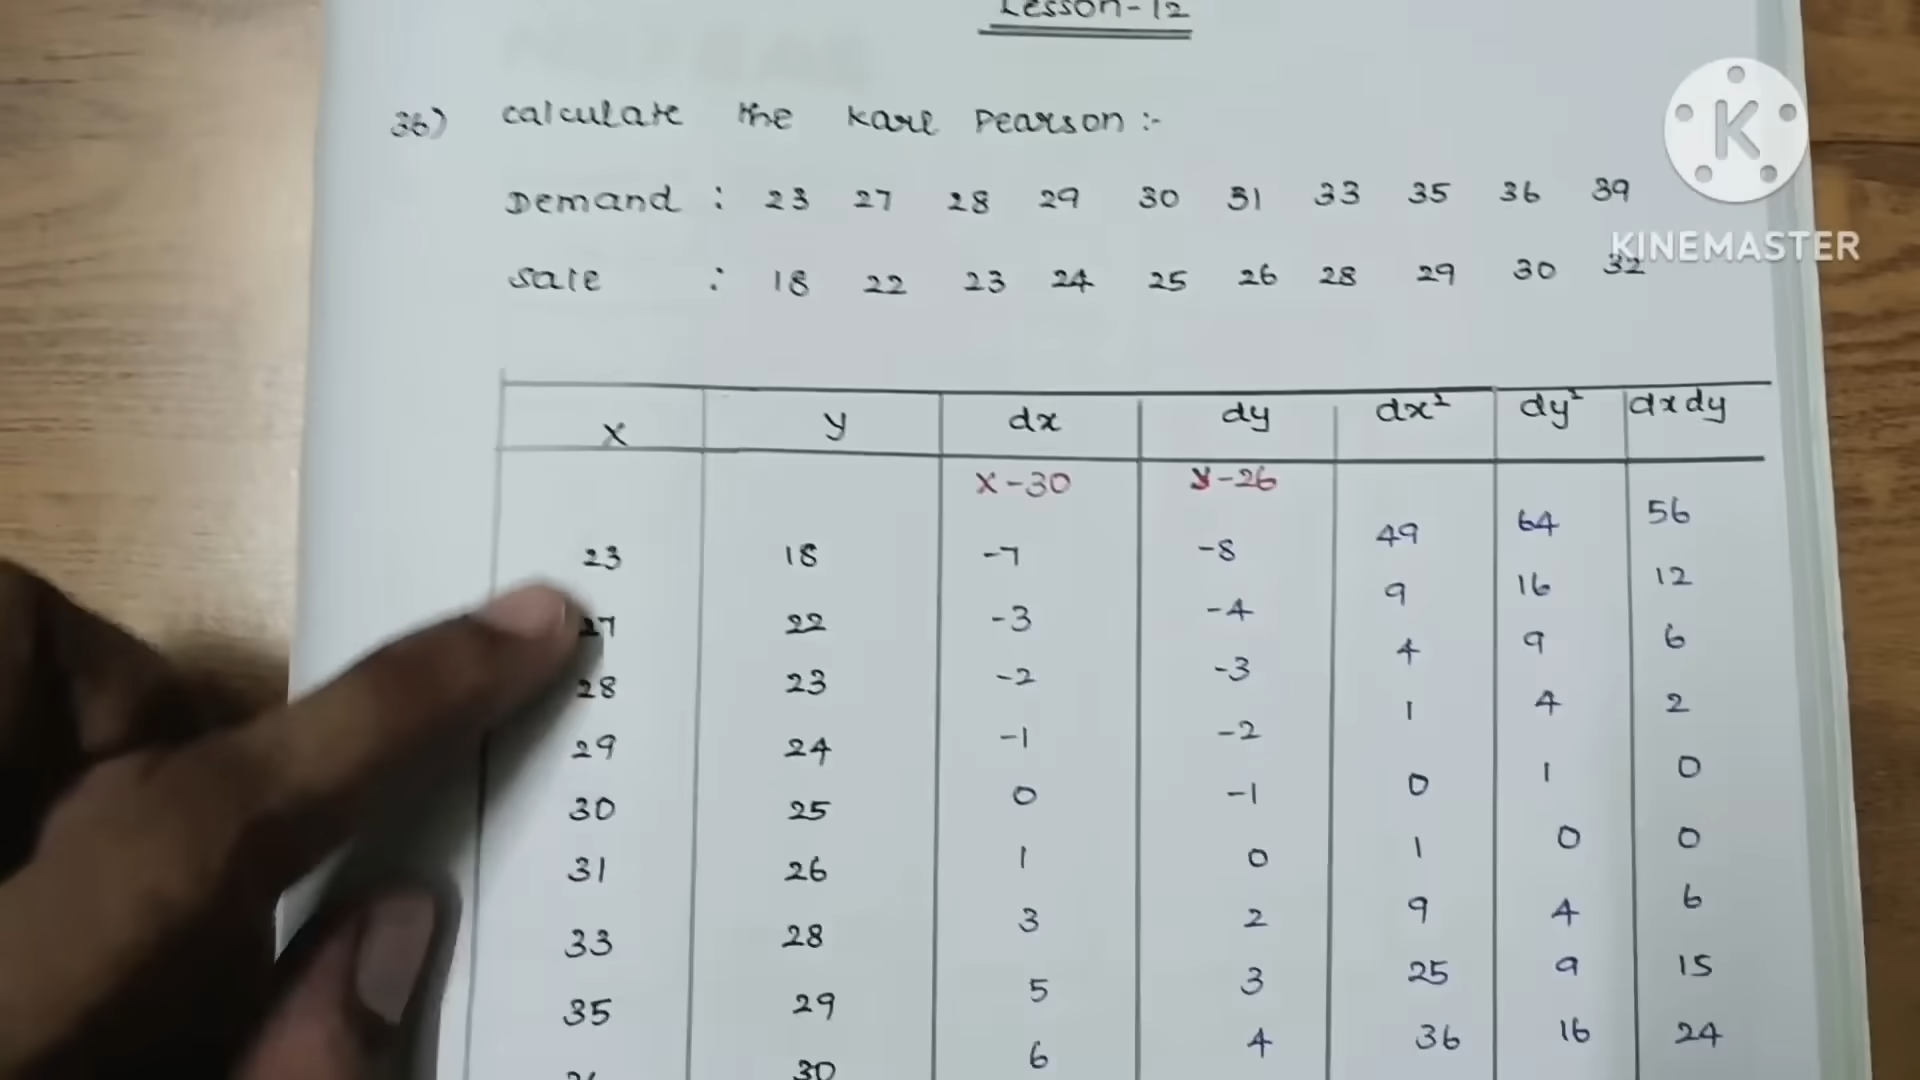 Lesson-12
36) calculate the Karl Pearson :-
Demand : 23 27 28 29 30 31 33 35 36 39
Sale : 18 22 23 24 25 26 28 29 30 32
K
KINEMASTER
x y dx dy dx² dy² dxdy
x-30 y-26
23 18 -7 -8 49 64 56
27 22 -3 -4 9 16 12
28 23 -2 -3 4 9 6
29 24 -1 -2 1 4 2
30 25 0 -1 0 1 0
31 26 1 0 1 0 0
33 28 3 2 9 4 6
35 29 5 3 25 9 15
30 6 4 36 16 24